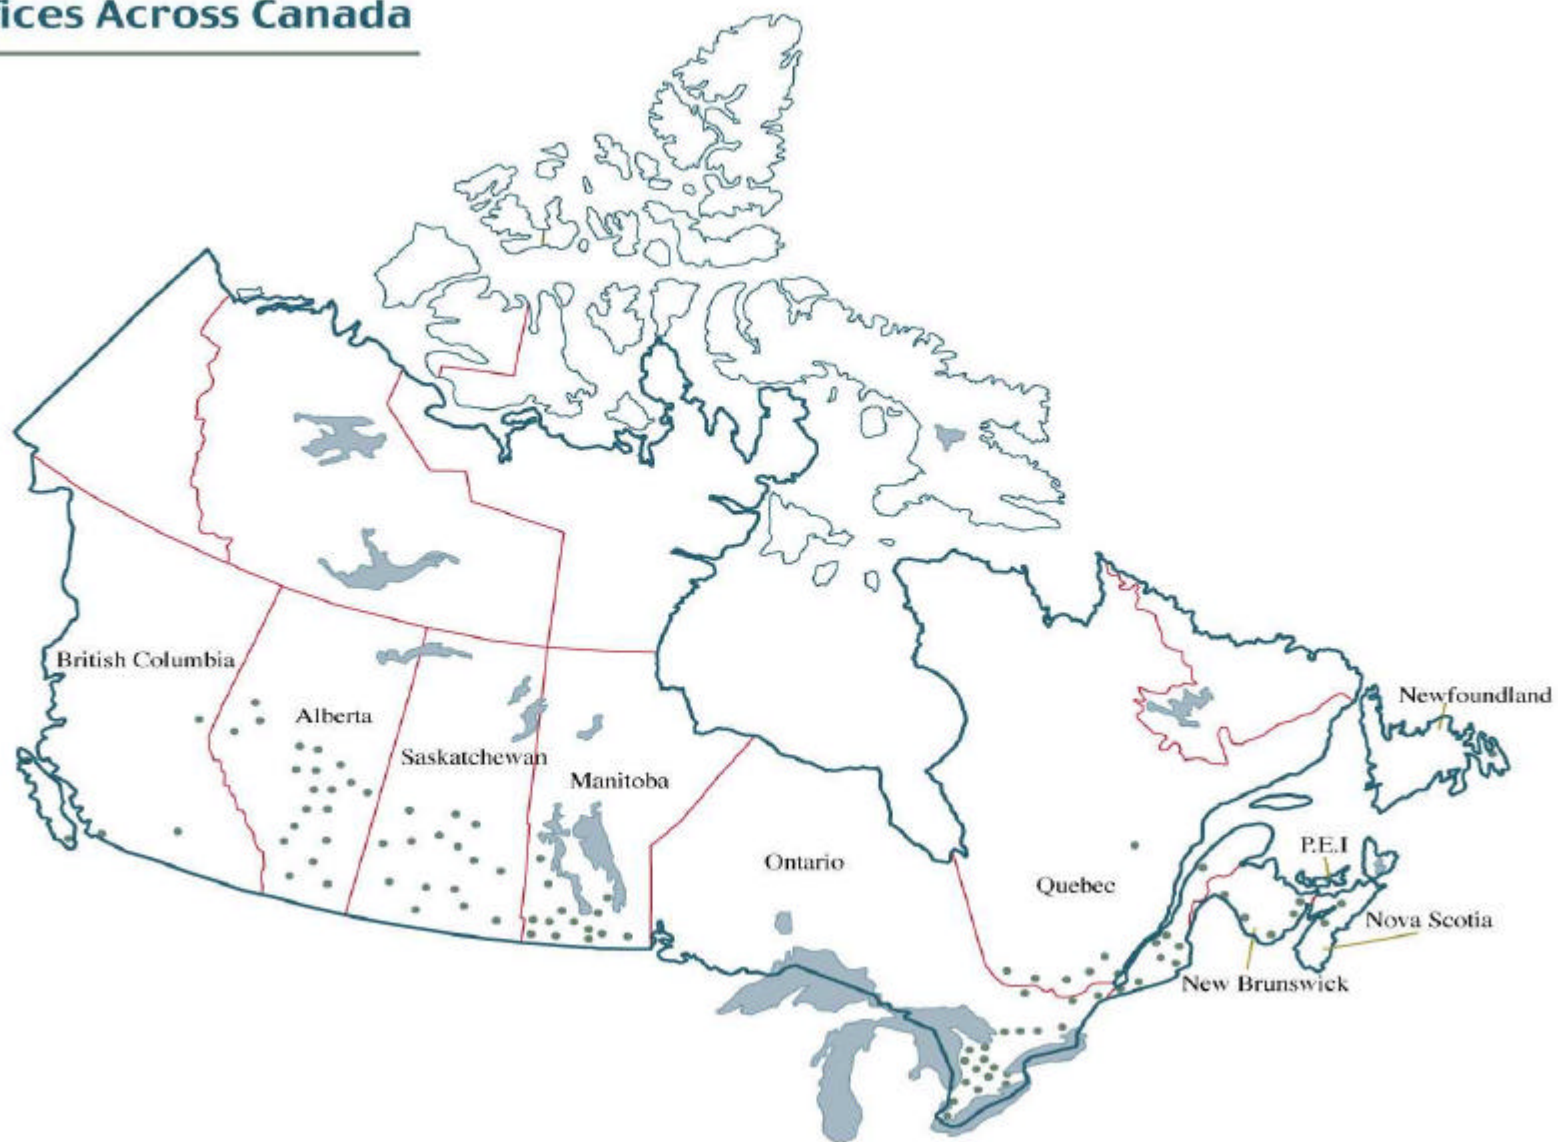 ices Across Canada
British Columbia
Alberta
Saskatchewan
Manitoba
Ontario
Quebec
Newfoundland
P.E.I
Nova Scotia
New Brunswick